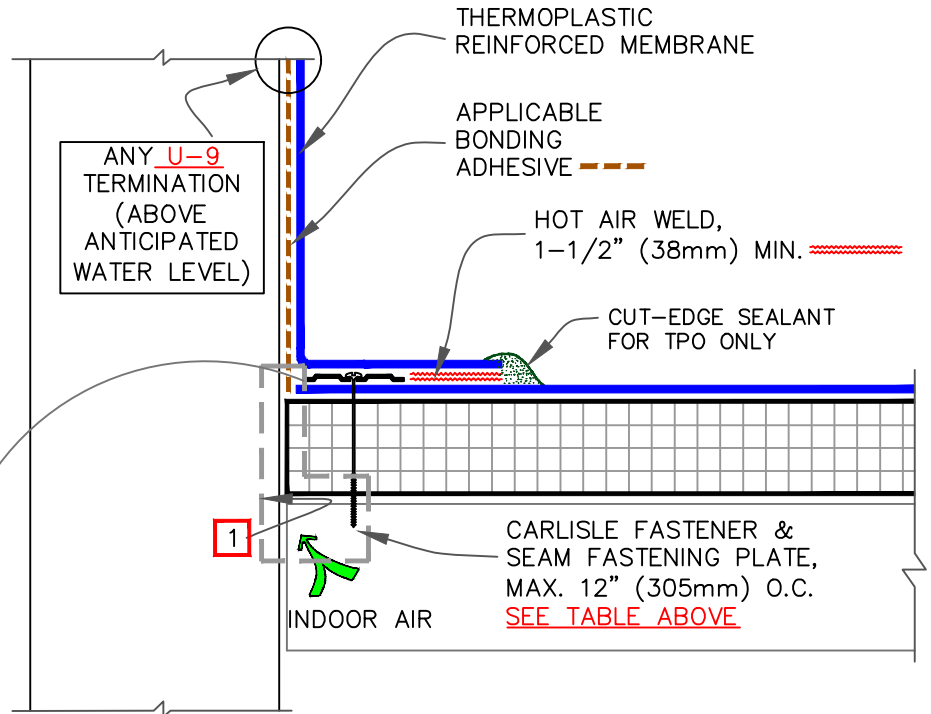 THERMOPLASTIC
REINFORCED MEMBRANE
APPLICABLE
BONDING
ADHESIVE
ANY U-9
TERMINATION
(ABOVE
ANTICIPATED
WATER LEVEL)
HOT AIR WELD,
1-1/2" (38mm) MIN.
CUT-EDGE SEALANT
FOR TPO ONLY
1
CARLISLE FASTENER &
SEAM FASTENING PLATE,
MAX. 12" (305mm) O.C.
SEE TABLE ABOVE
INDOOR AIR